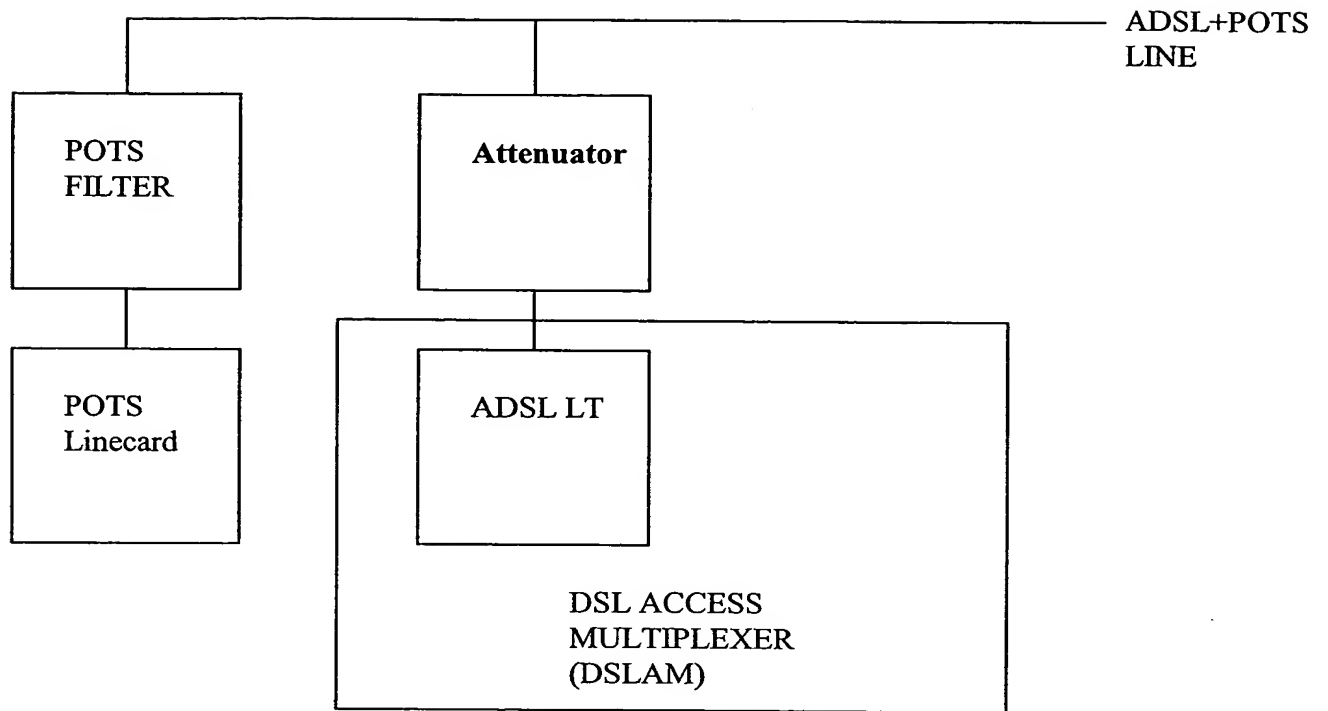 ADSL+POTS
LINE
POTS
FILTER
Attenuator
POTS
Linecard
ADSL LT
DSL ACCESS
MULTIPLEXER
(DSLAM)